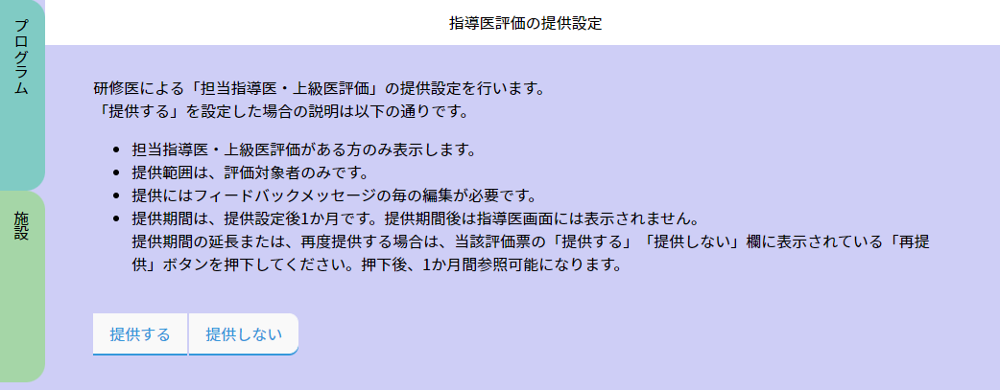 プログラム
施設
指導医評価の提供設定
研修医による「担当指導医・上級医評価」の提供設定を行います。
「提供する」を設定した場合の説明は以下の通りです。
• 担当指導医・上級医評価がある方のみ表示します。
• 提供範囲は、評価対象者のみです。
• 提供にはフィードバックメッセージの毎の編集が必要です。
• 提供期間は、提供設定後1か月です。提供期間後は指導医画面には表示されません。
提供期間の延長または、再度提供する場合は、当該評価票の「提供する」「提供しない」欄に表示されている「再提
供」ボタンを押下してください。押下後、1か月間参照可能になります。
提供する
提供しない